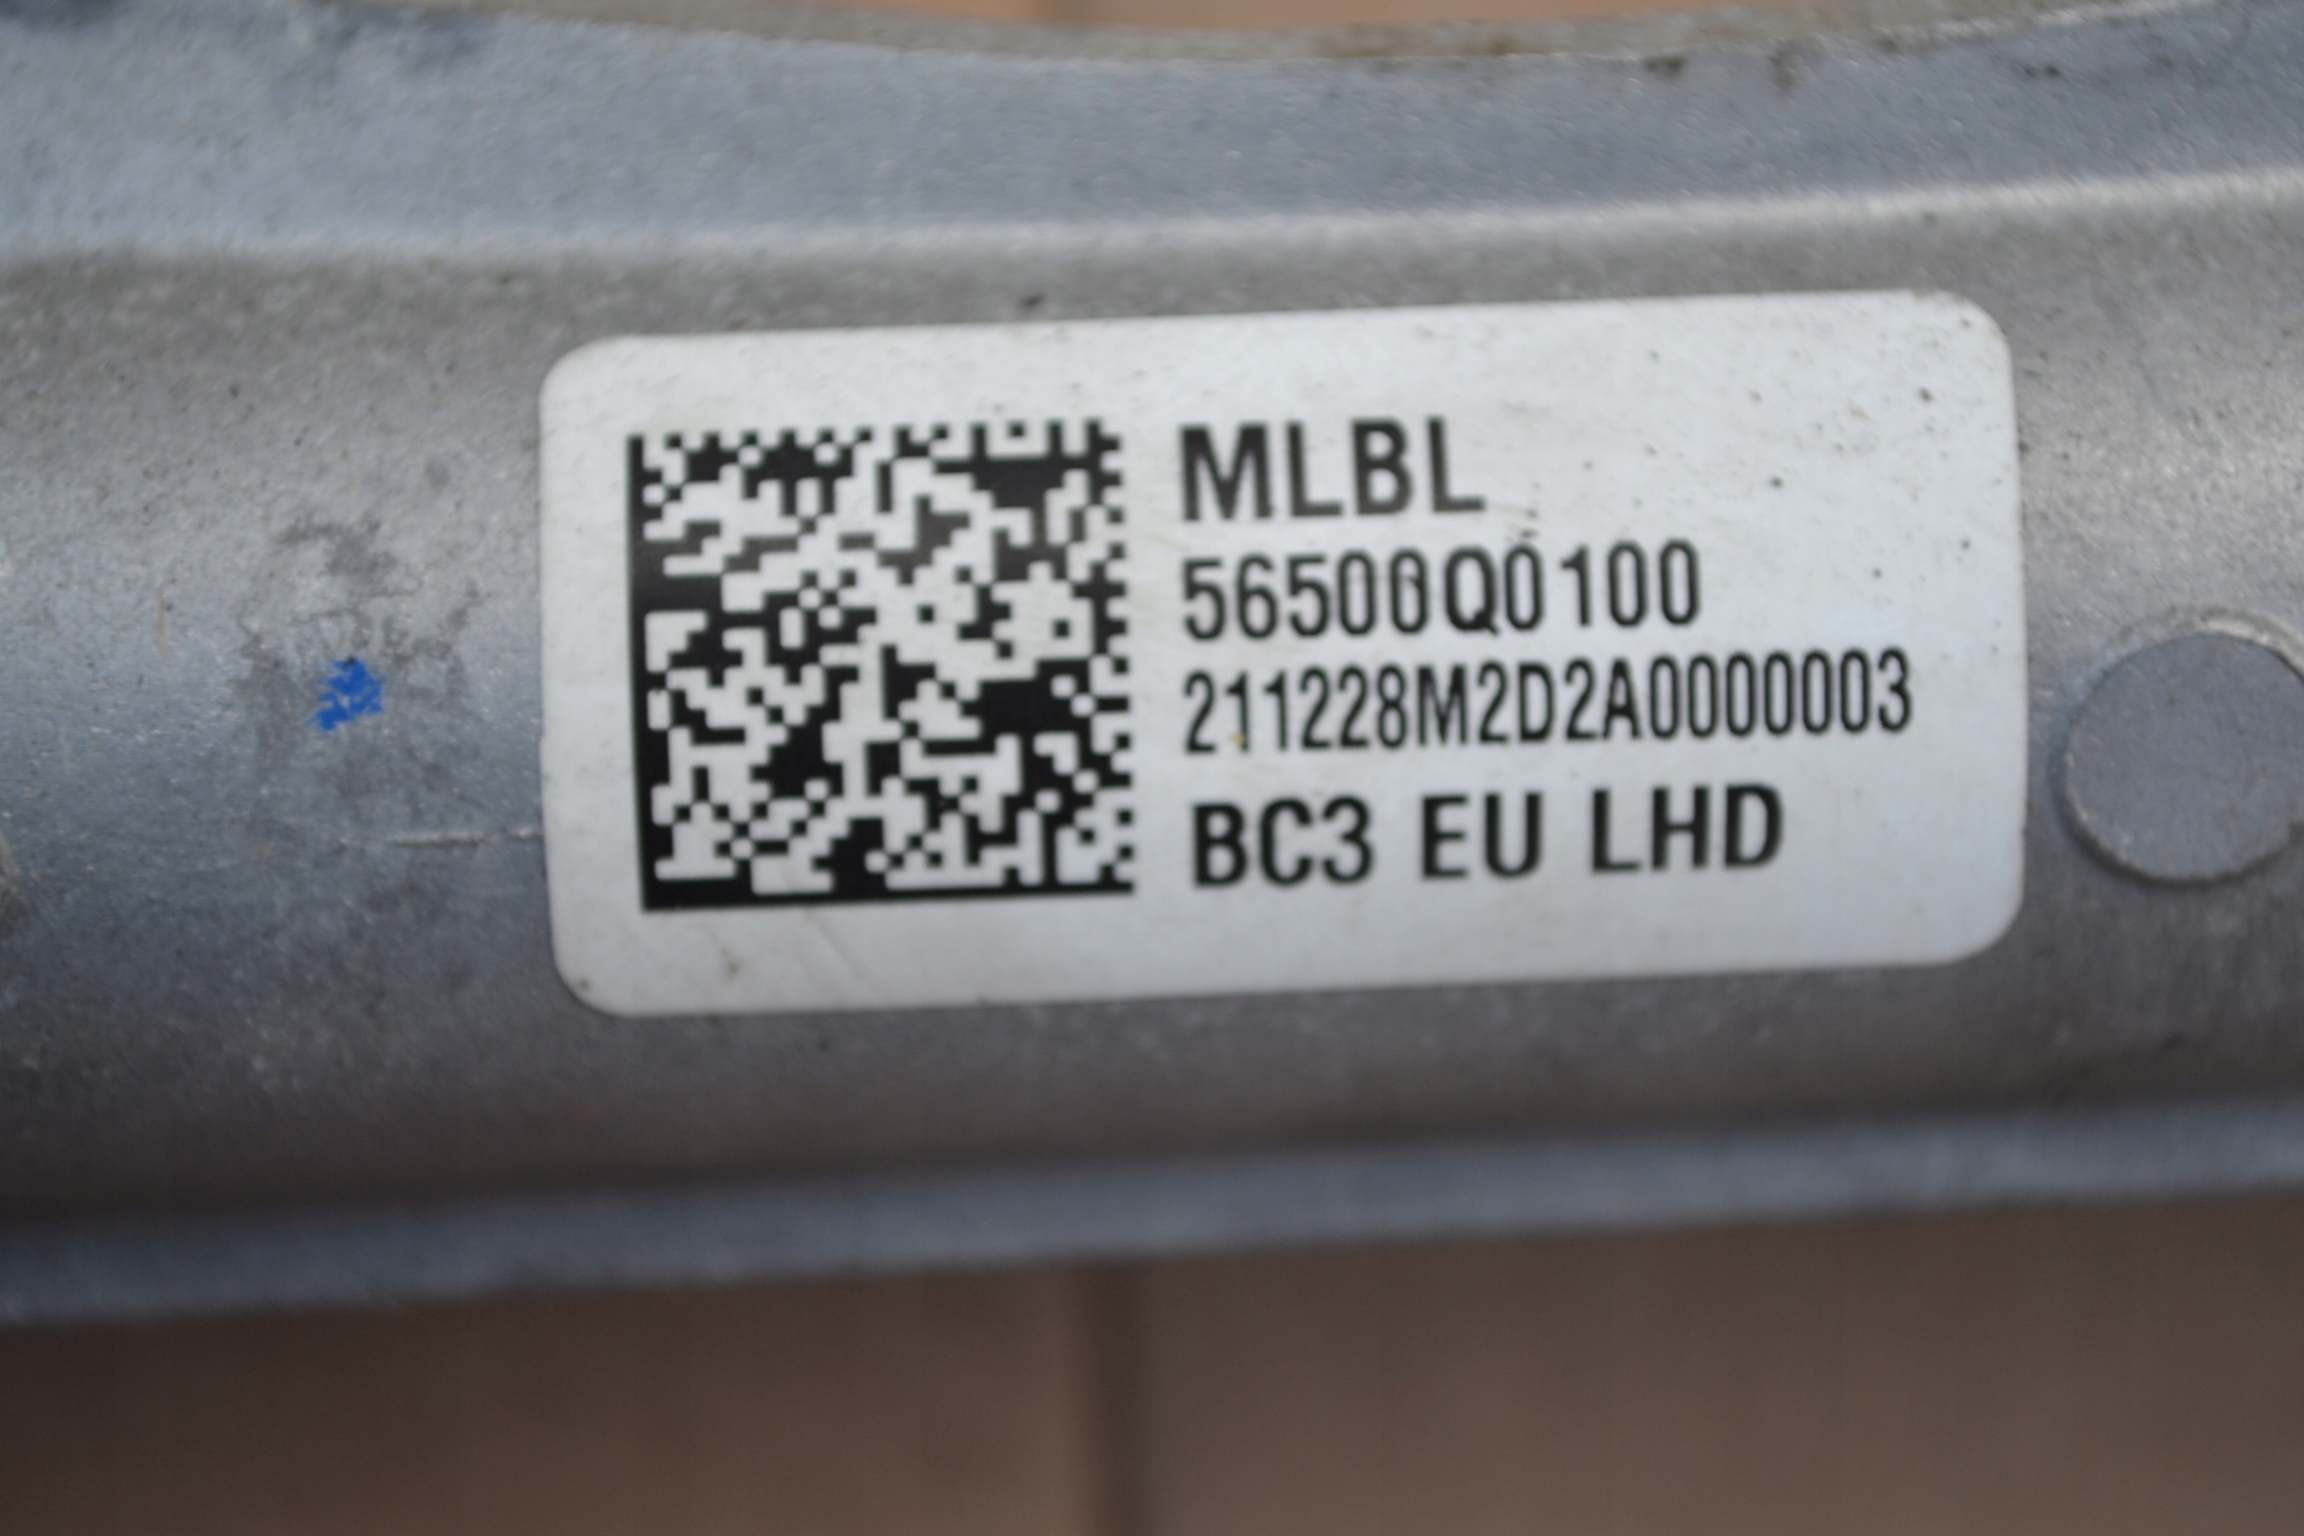 MLBL
56500Q0100
211228M2D2A0000003
BC3 EU LHD